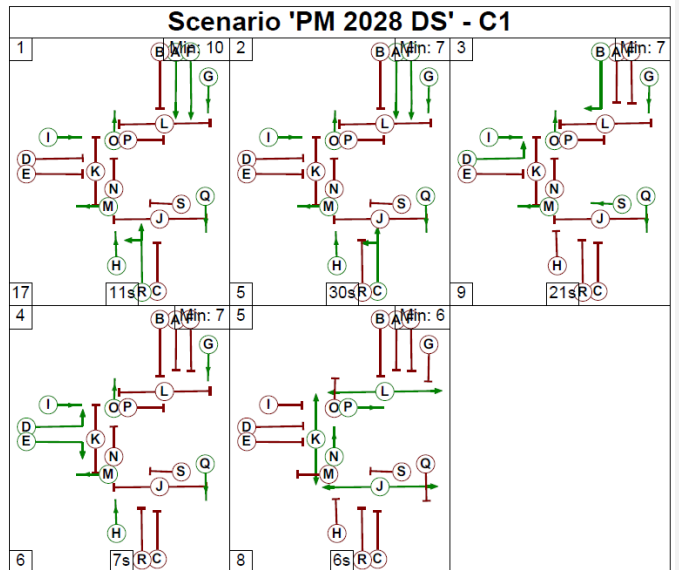 Scenario 'PM 2028 DS' - C1
1 Min: 10
B A F
G
I
L
O P
D
E
K
N
M
S Q
J
H
17 11s R C
2 Min: 7
B A F
G
I
L
O P
D
E
K
N
M
S Q
J
H
5 30s R C
3 Min: 7
B A F
G
I
L
O P
D
E
K
N
M
S Q
J
H
9 21s R C
4 Min: 7
B A F
G
I
L
O P
D
E
K
N
M
S Q
J
H
6 7s R C
5 Min: 6
B A F
G
L
I
O P
D
E
K
N
M
S Q
J
H
8 6s R C